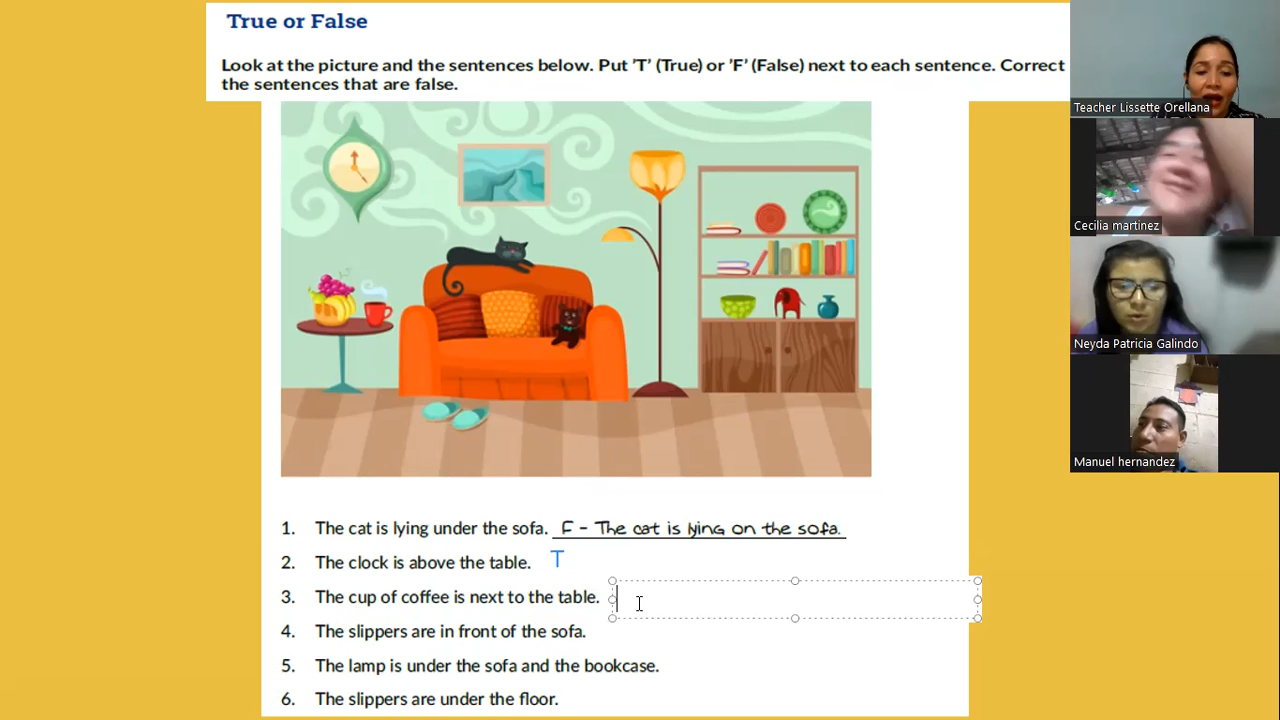 True or False
Look at the picture and the sentences below. Put 'T' (True) or 'F' (False) next to each sentence. Correct
the sentences that are false.
Teacher Lissette Orellana
Cecilia martinez
Neyda Patricia Galindo
Manuel hernandez
1. The cat is lying under the sofa. F - The cat is lying on the sofa.
2. The clock is above the table. T
3. The cup of coffee is next to the table.
4. The slippers are in front of the sofa.
5. The lamp is under the sofa and the bookcase.
6. The slippers are under the floor.